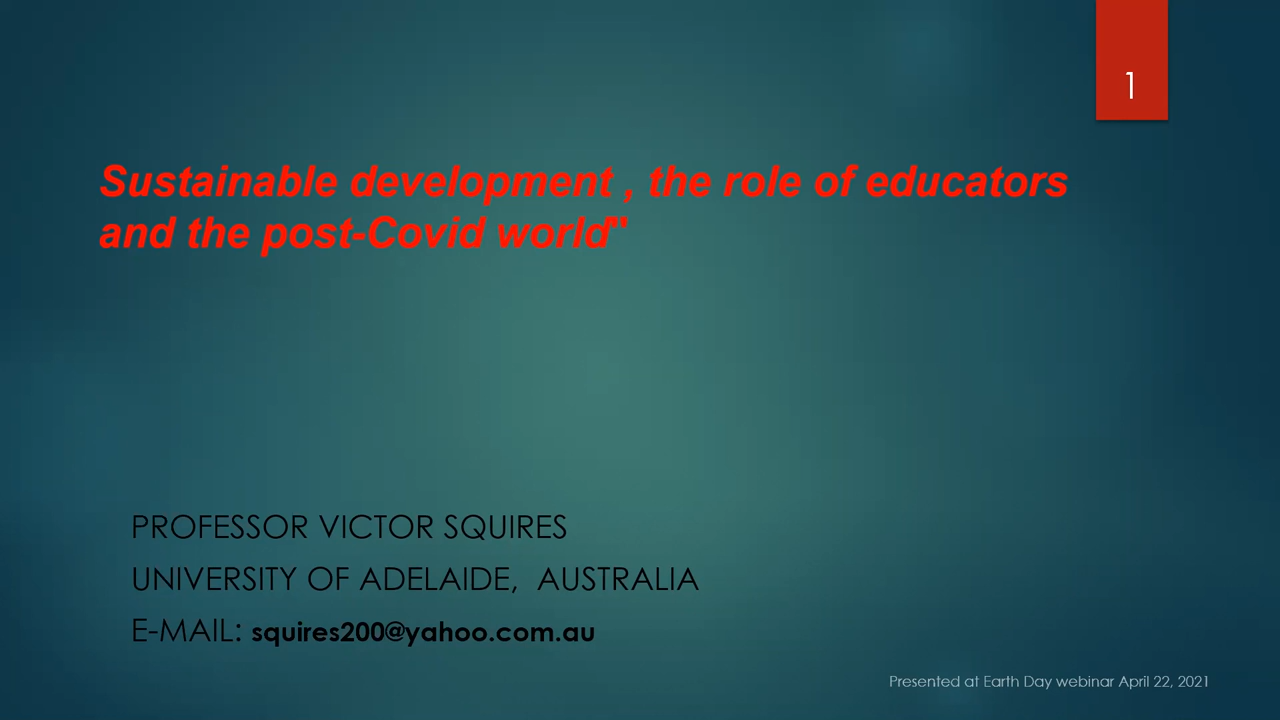 1
Sustainable development , the role of educators
and the post-Covid world"
PROFESSOR VICTOR SQUIRES
UNIVERSITY OF ADELAIDE, AUSTRALIA
E-MAIL: squires200@yahoo.com.au
Presented at Earth Day webinar April 22, 2021